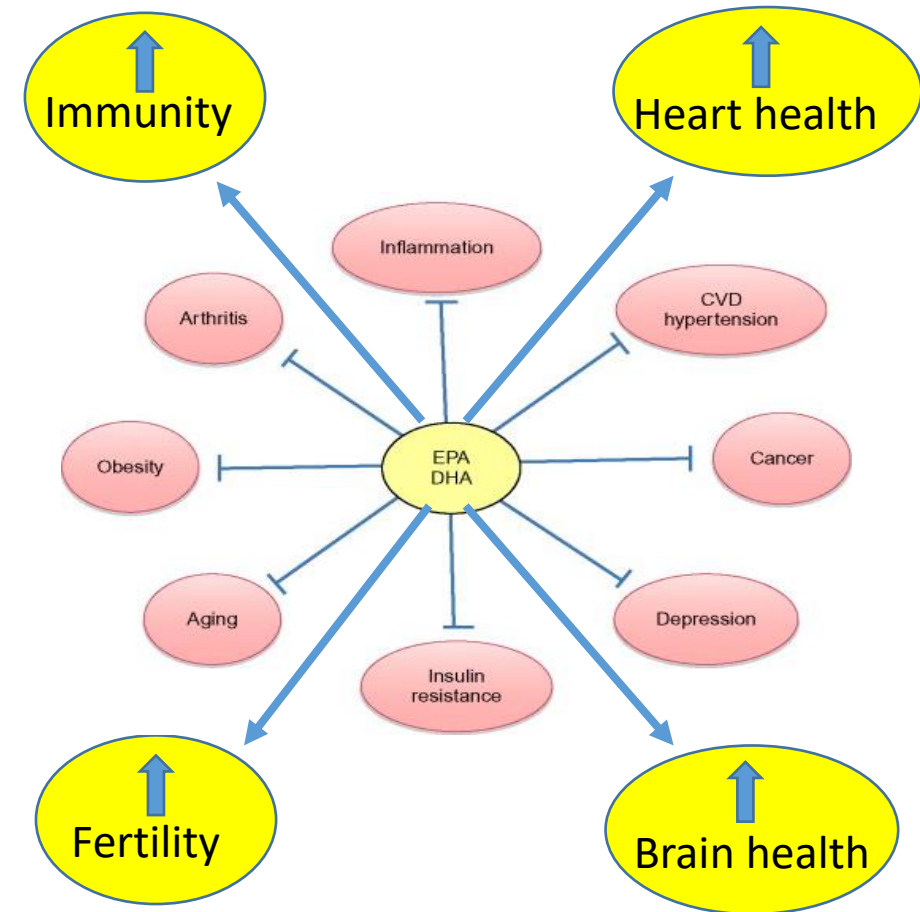 Immunity
Heart health
Inflammation
Arthritis
CVD
hypertension
Obesity
EPA
DHA
Cancer
Aging
Depression
Insulin
resistance
Fertility
Brain health